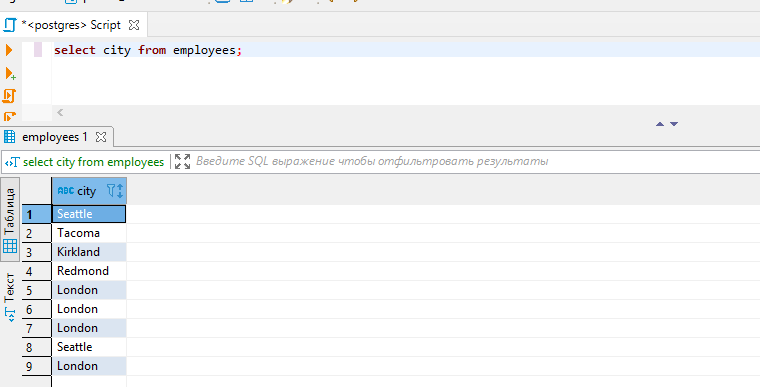 *<postgres> Script
select city from employees;
employees 1
select city from employees
Введите SQL выражение чтобы отфильтровать результаты
Таблица
Текст
ABC city
1 Seattle
2 Tacoma
3 Kirkland
4 Redmond
5 London
6 London
7 London
8 Seattle
9 London